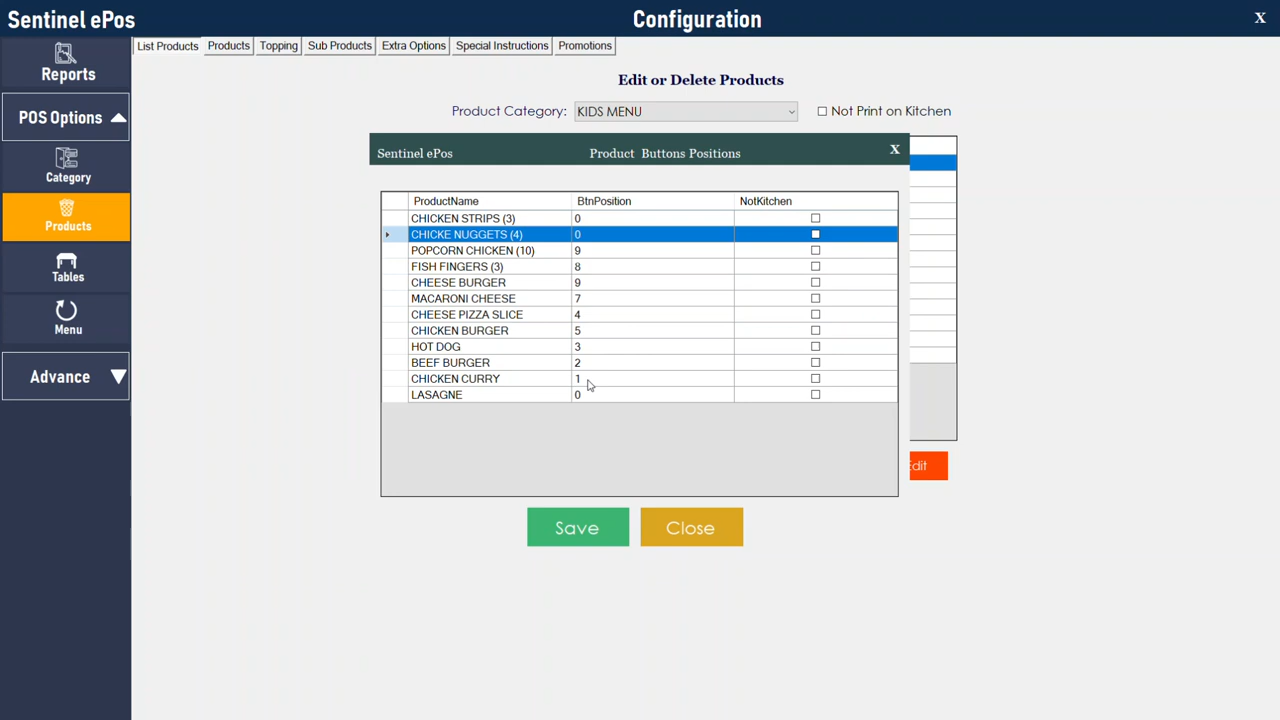 Sentinel ePos
Configuration
X
Reports
POS Options
Category
Products
Tables
Menu
Advance
List Products
Products
Topping
Sub Products
Extra Options
Special Instructions
Promotions
Edit or Delete Products
Product Category: KIDS MENU
Not Print on Kitchen
Sentinel ePos Product Buttons Positions X
ProductName BtnPosition NotKitchen
CHICKEN STRIPS (3) 0
CHICKE NUGGETS (4) 0
POPCORN CHICKEN (10) 9
FISH FINGERS (3) 8
CHEESE BURGER 9
MACARONI CHEESE 7
CHEESE PIZZA SLICE 4
CHICKEN BURGER 5
HOT DOG 3
BEEF BURGER 2
CHICKEN CURRY 1
LASAGNE 0
Edit
Save
Close